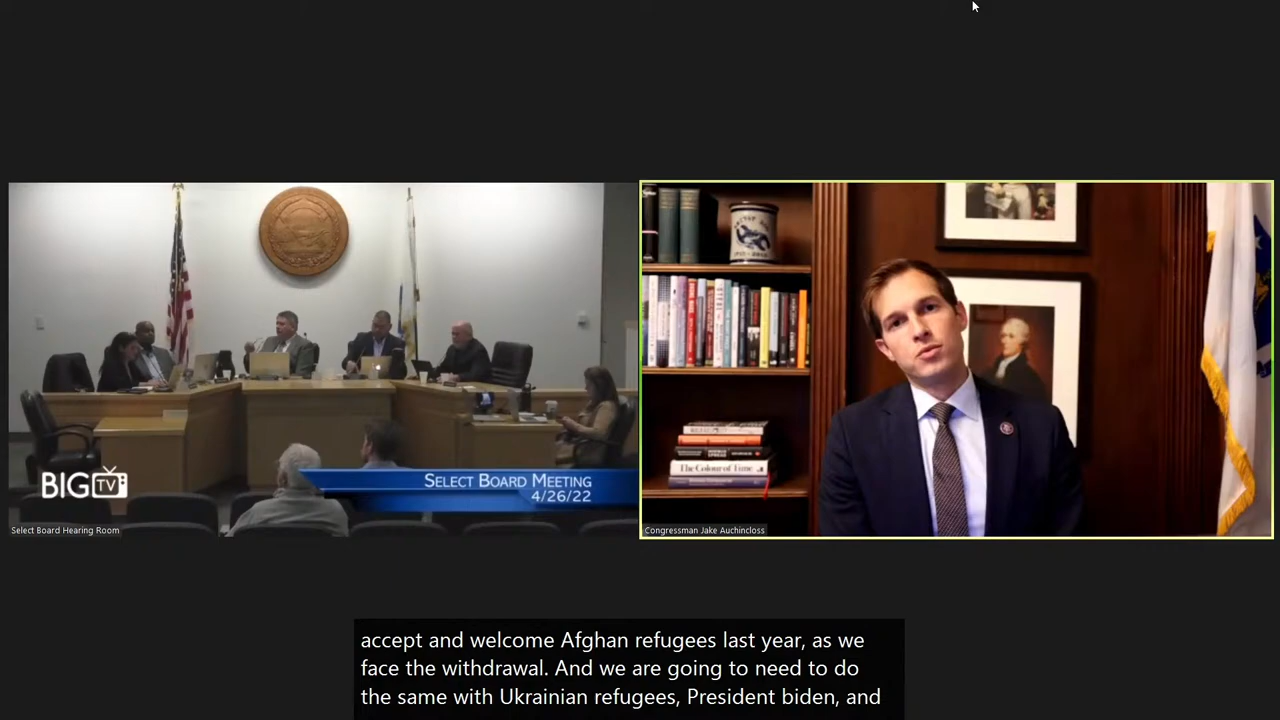 BIG TV
SELECT BOARD MEETING
4/26/22
Select Board Hearing Room
The Colour of Time
Congressman Jake Auchincloss
accept and welcome Afghan refugees last year, as we
face the withdrawal. And we are going to need to do
the same with Ukrainian refugees, President biden, and